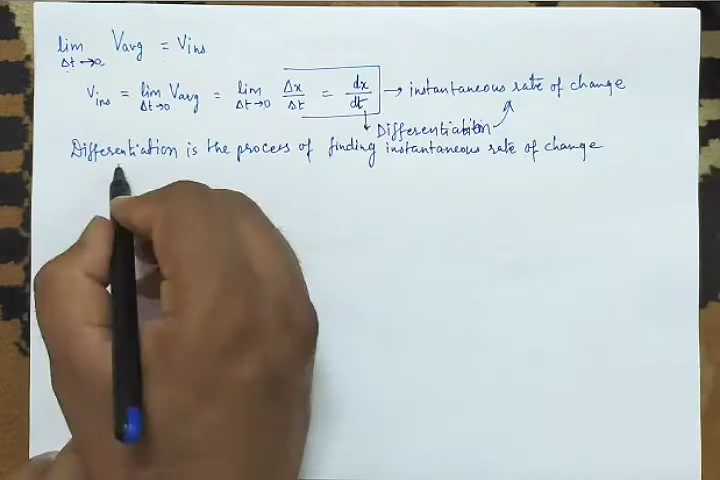 lim Vavg = Vins
Δt→0
Vins = lim Vavg = lim Δx/Δt = dx/dt → instantaneous rate of change
Δt→0 Δt→0
Differentiation
Differentiation is the process of finding instantaneous rate of change